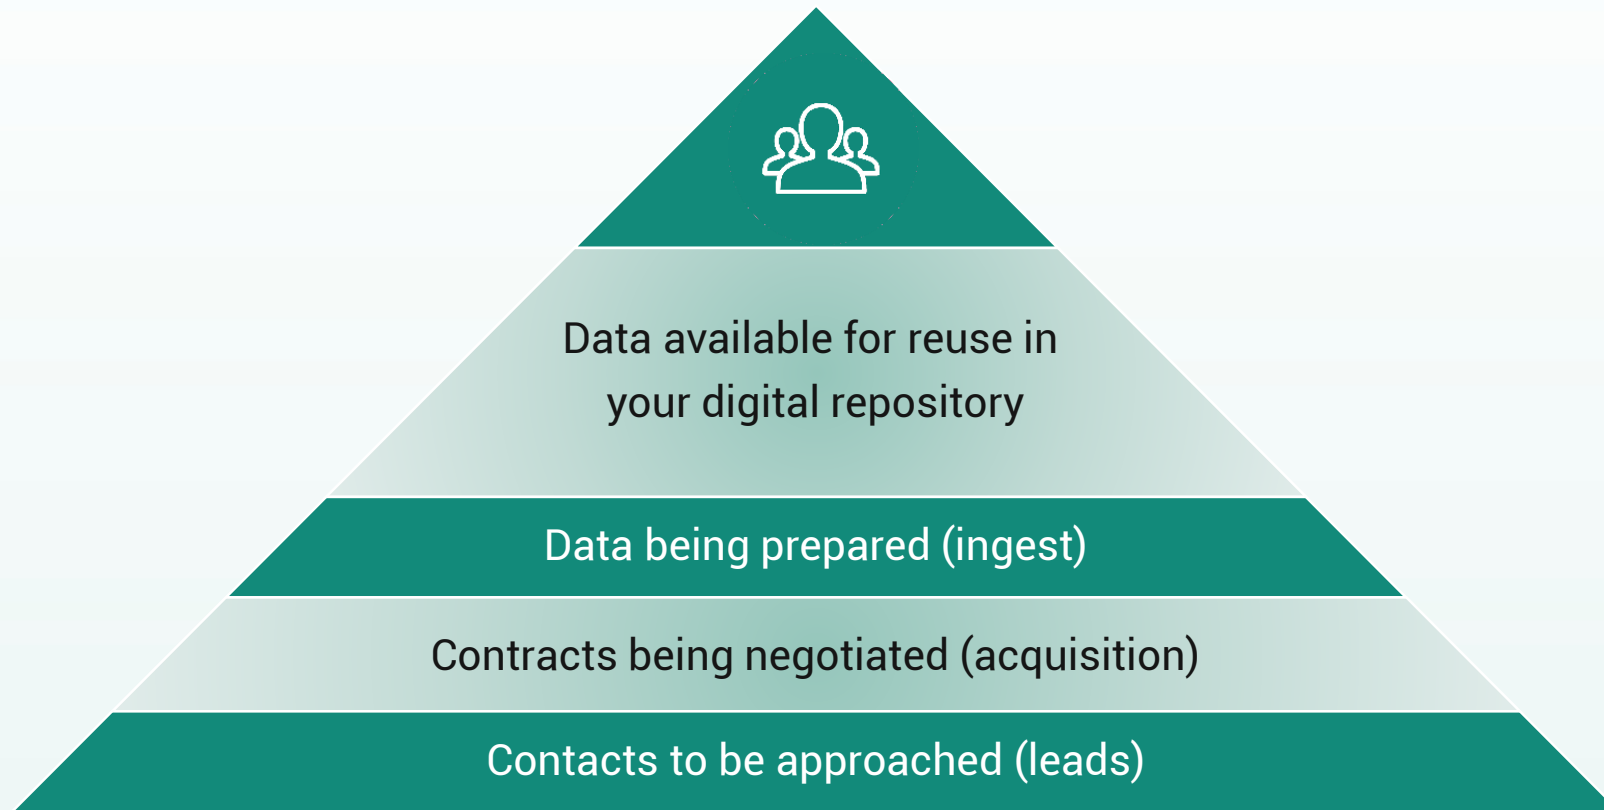 Data available for reuse in
your digital repository
Data being prepared (ingest)
Contracts being negotiated (acquisition)
Contacts to be approached (leads)